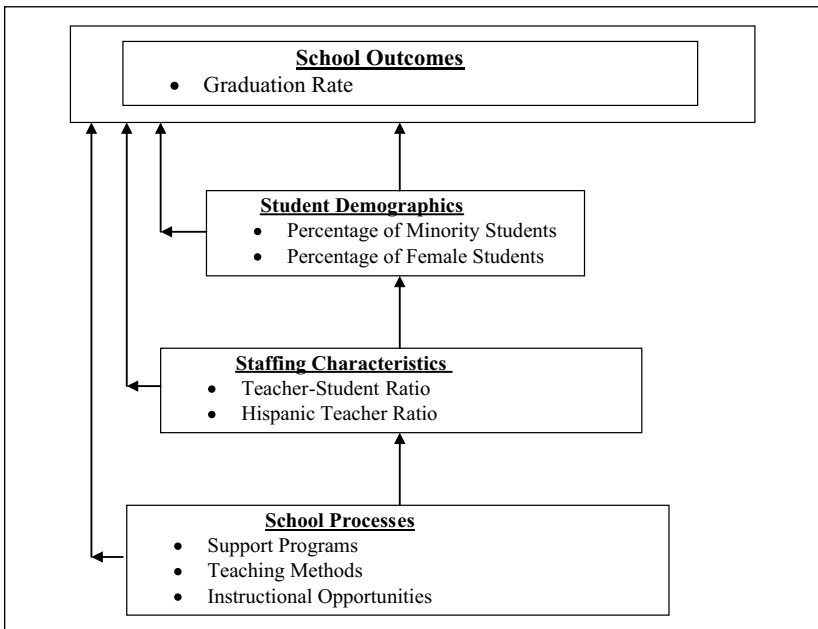 School Outcomes
• Graduation Rate
Student Demographics
• Percentage of Minority Students
• Percentage of Female Students
Staffing Characteristics
• Teacher-Student Ratio
• Hispanic Teacher Ratio
School Processes
• Support Programs
• Teaching Methods
• Instructional Opportunities